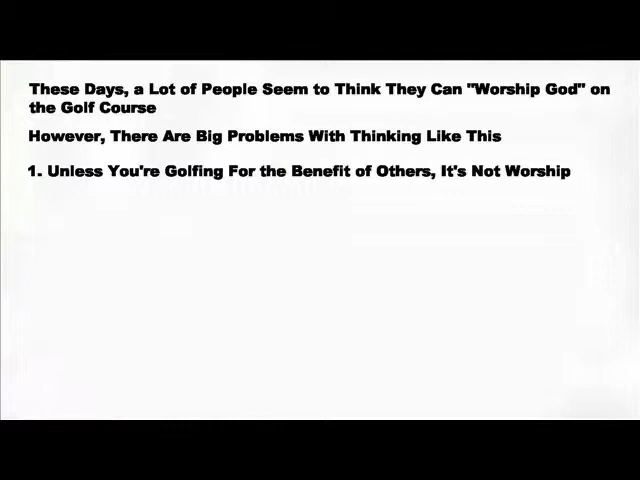 These Days, a Lot of People Seem to Think They Can "Worship God" on
the Golf Course
However, There Are Big Problems With Thinking Like This
1. Unless You're Golfing For the Benefit of Others, It's Not Worship